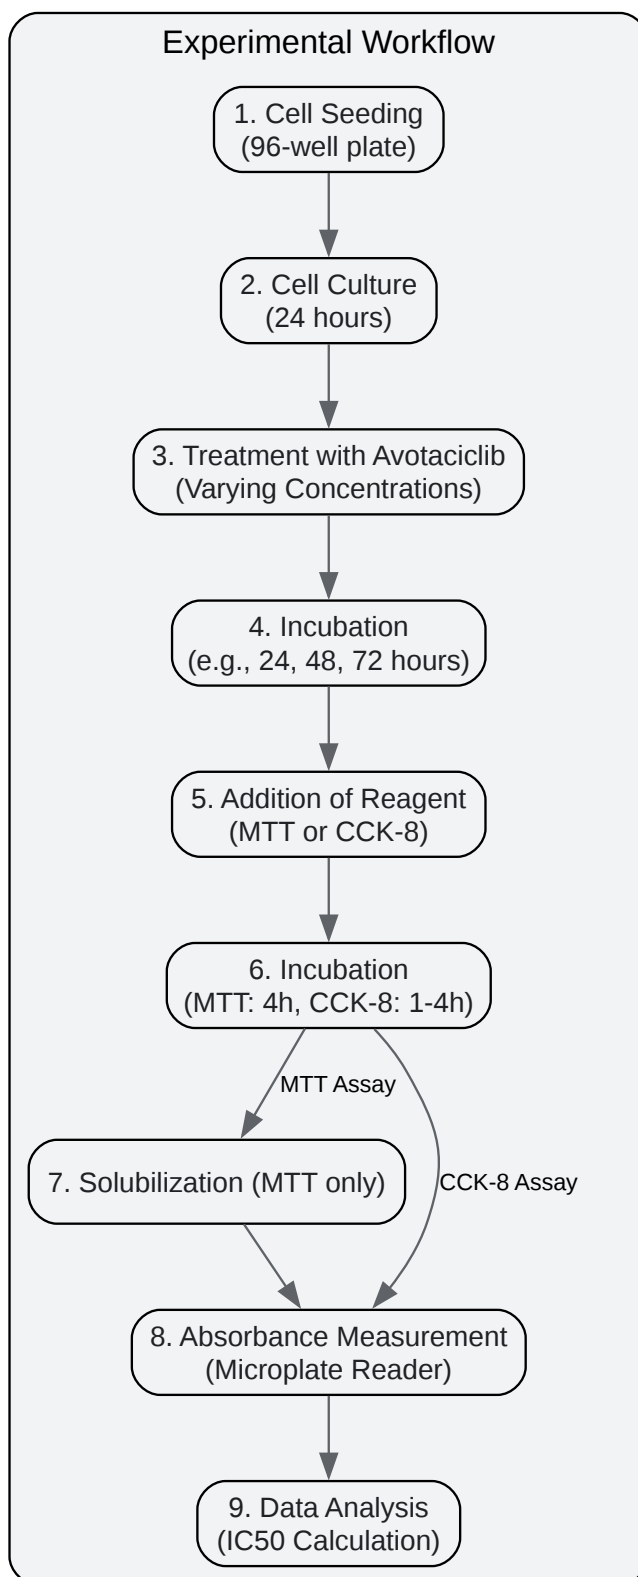 Experimental Workflow
1. Cell Seeding
(96-well plate)
2. Cell Culture
(24 hours)
3. Treatment with Avotaciclib
(Varying Concentrations)
4. Incubation
(e.g., 24, 48, 72 hours)
5. Addition of Reagent
(MTT or CCK-8)
6. Incubation
(MTT: 4h, CCK-8: 1-4h)
MTT Assay
7. Solubilization (MTT only)
CCK-8 Assay
8. Absorbance Measurement
(Microplate Reader)
9. Data Analysis
(IC50 Calculation)